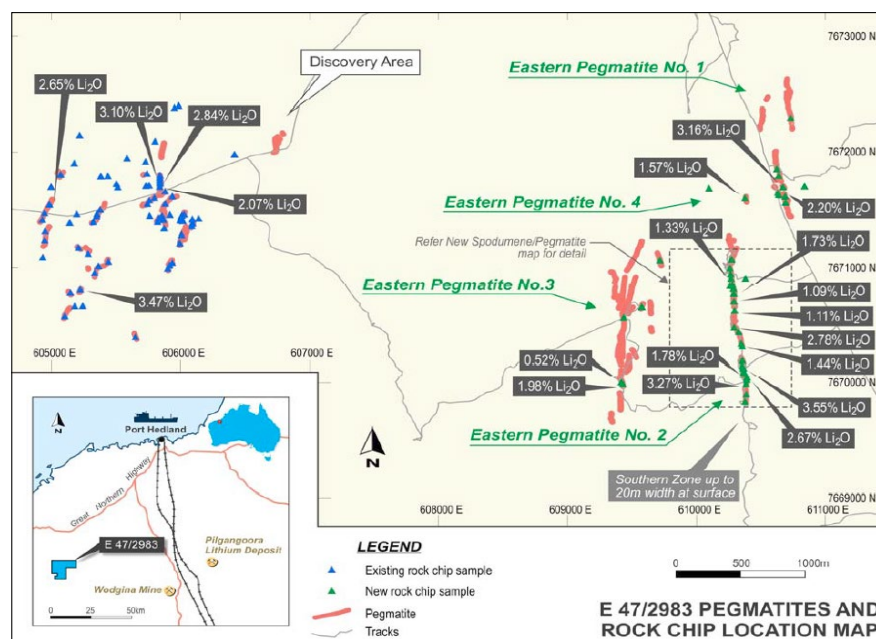 7673000 N
Discovery Area
Eastern Pegmatite No. 1
2.65% Li2O
3.10% Li2O
2.84% Li2O
3.16% Li2O
7672000 N
1.57% Li2O
2.07% Li2O
Eastern Pegmatite No. 4
2.20% Li2O
1.33% Li2O
1.73% Li2O
Refer New Spodumene/Pegmatite
map for detail
7671000 N
Eastern Pegmatite No.3
1.09% Li2O
3.47% Li2O
1.11% Li2O
2.78% Li2O
605000 E
606000 E
607000 E
0.52% Li2O
1.78% Li2O
1.44% Li2O
1.98% Li2O
3.27% Li2O
7670000 N
3.55% Li2O
Eastern Pegmatite No. 2
2.67% Li2O
Southern Zone up to
20m width at surface
7669000 N
608000 E
609000 E
610000 E
611000 E
N
N
Port Hedland
Great Northern Highway
E 47/2983
Pilgangoora
Lithium Deposit
Wodgina Mine
0
25
50m
LEGEND
Existing rock chip sample
New rock chip sample
Pegmatite
Tracks
0
500
1000m
E 47/2983 PEGMATITES AND
ROCK CHIP LOCATION MAP